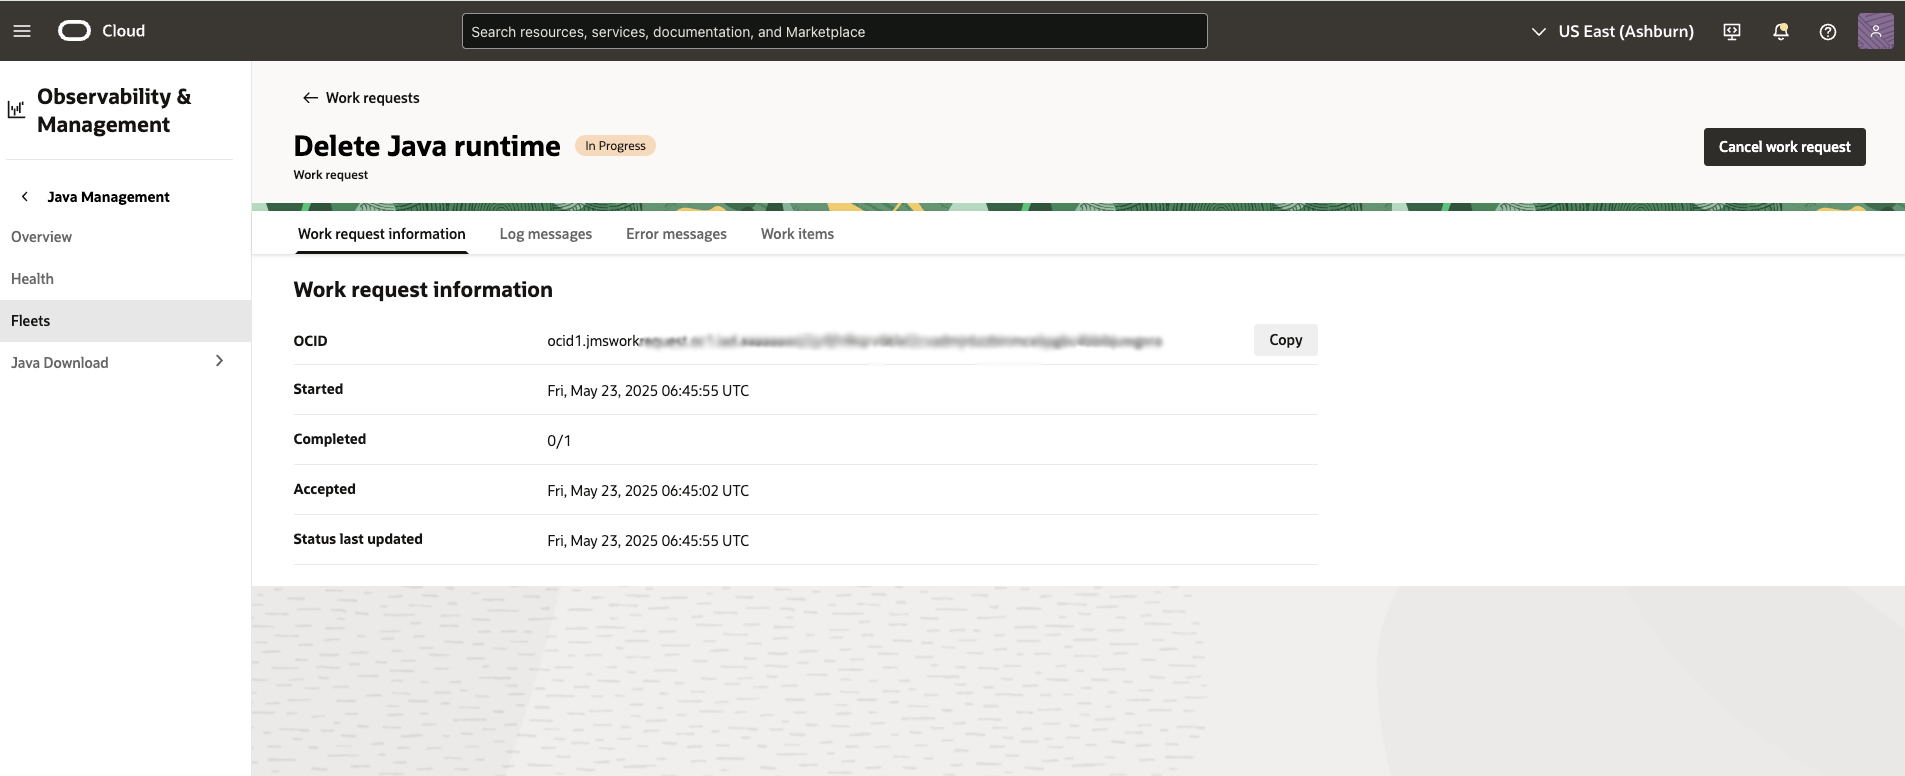 Cloud
Search resources, services, documentation, and Marketplace
US East (Ashburn)
Observability &
Management
Java Management
Overview
Health
Fleets
Java Download
Work requests
Delete Java runtime
In Progress
Work request
Cancel work request
Work request information
Log messages
Error messages
Work items
Work request information
OCID
ocid1.jmswork
Copy
Started
Fri, May 23, 2025 06:45:55 UTC
Completed
0/1
Accepted
Fri, May 23, 2025 06:45:02 UTC
Status last updated
Fri, May 23, 2025 06:45:55 UTC